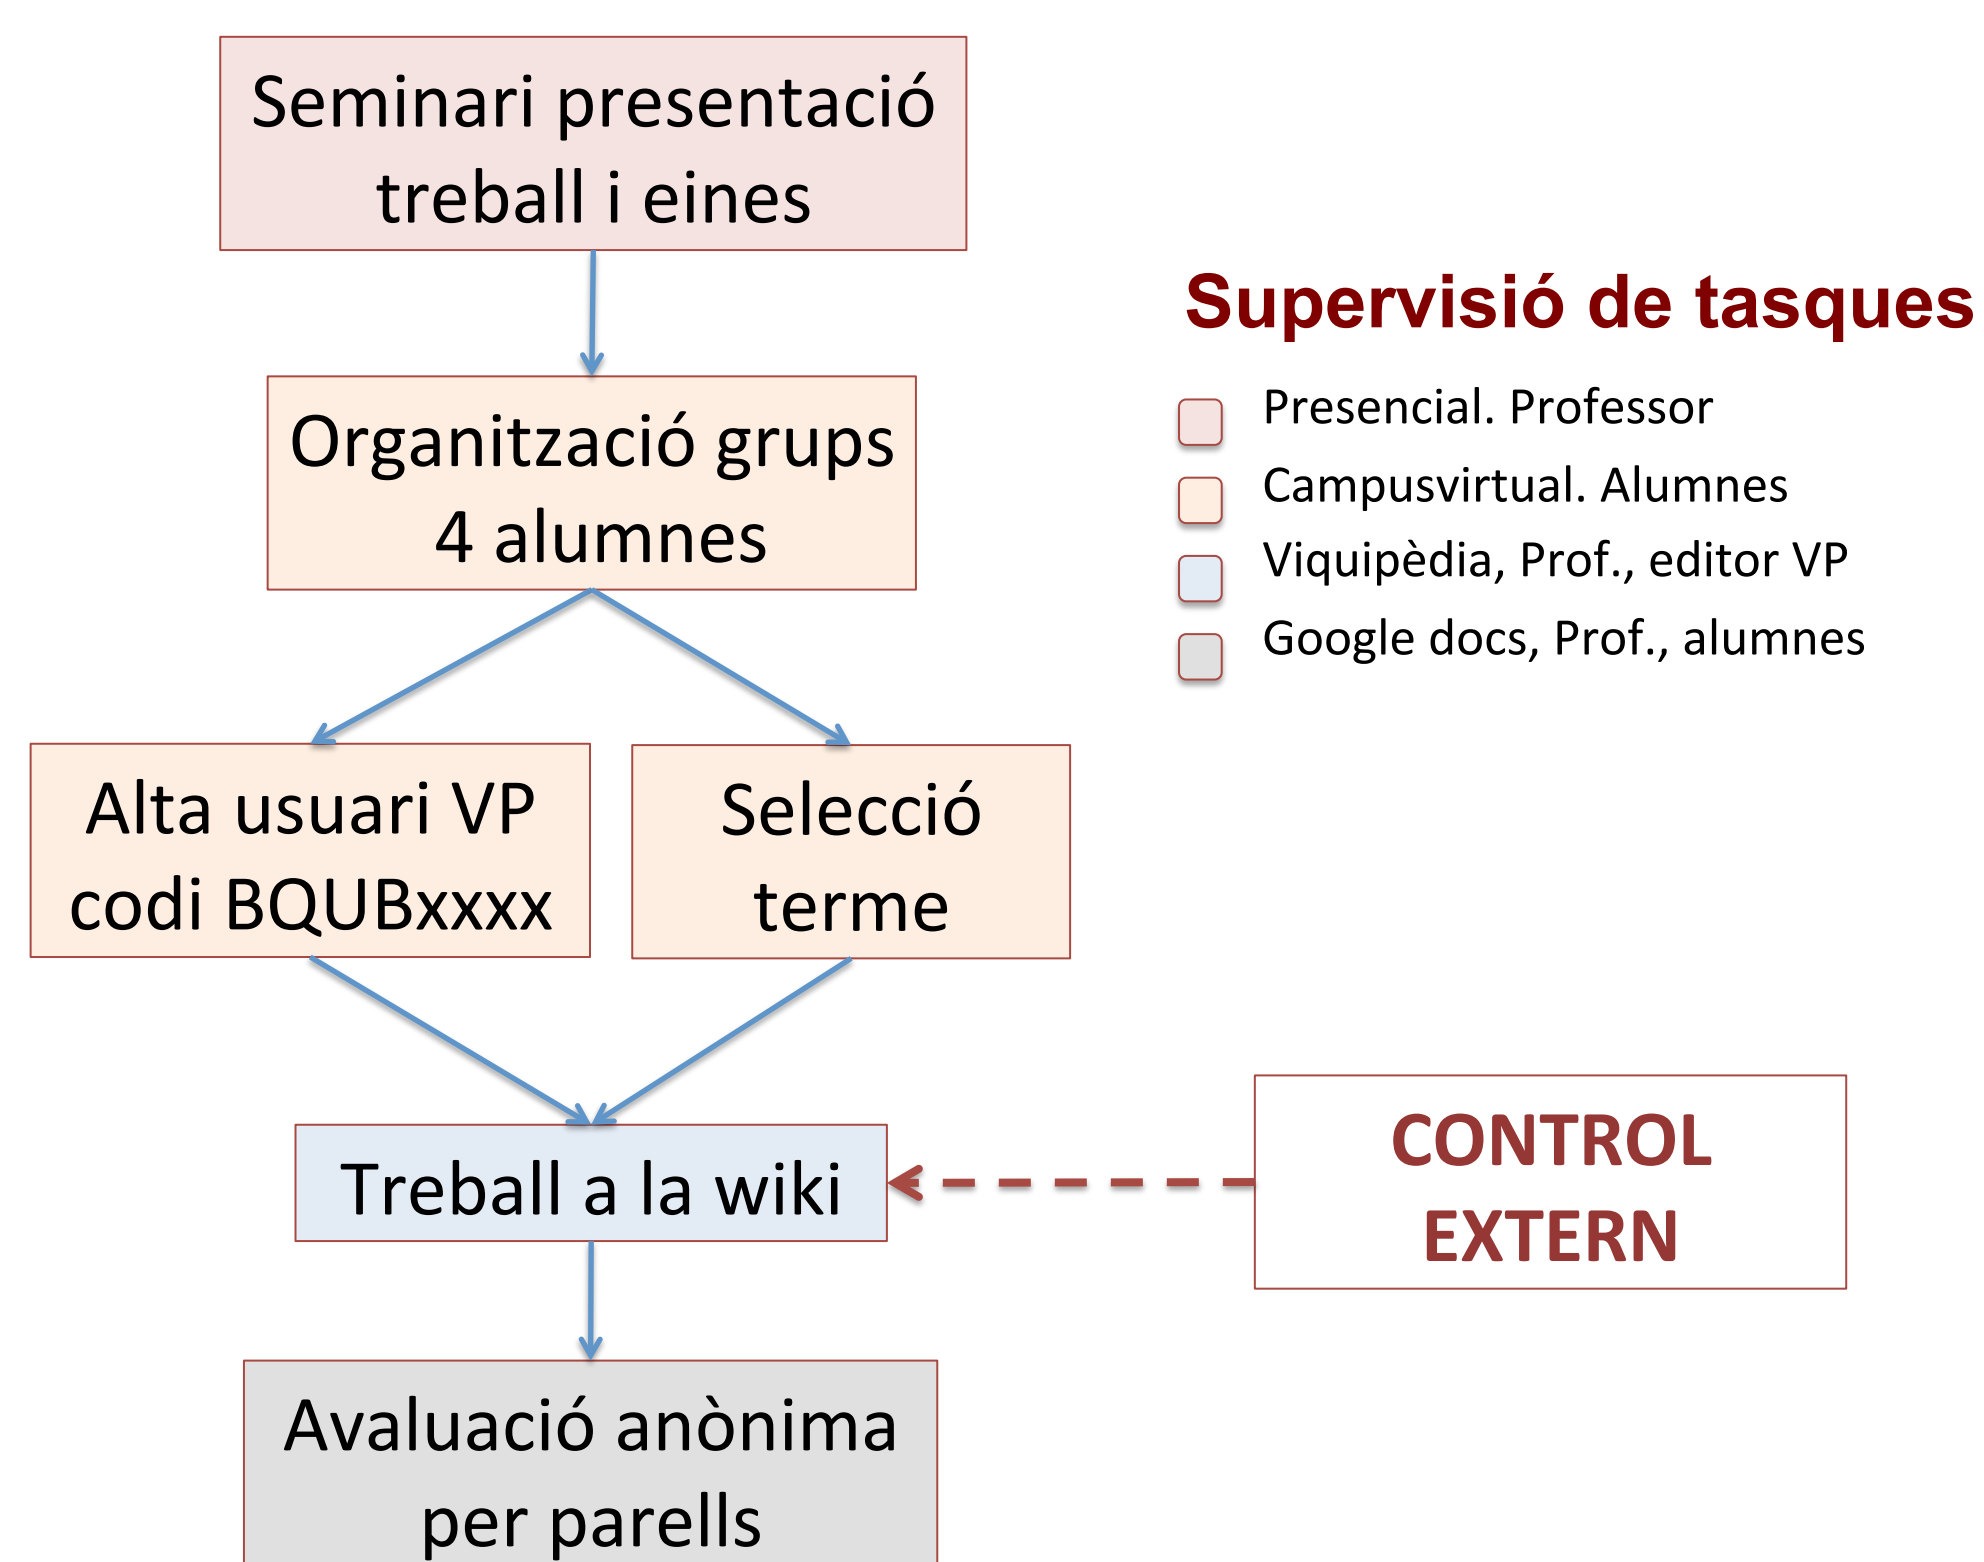 Seminari presentació
treball i eines
Supervisió de tasques
Presencial. Professor
Campusvirtual. Alumnes
Viquipèdia, Prof., editor VP
Google docs, Prof., alumnes
Organització grups
4 alumnes
Alta usuari VP
codi BQUBxxxx
Selecció
terme
Treball a la wiki
CONTROL
EXTERN
Avaluació anònima
per parells